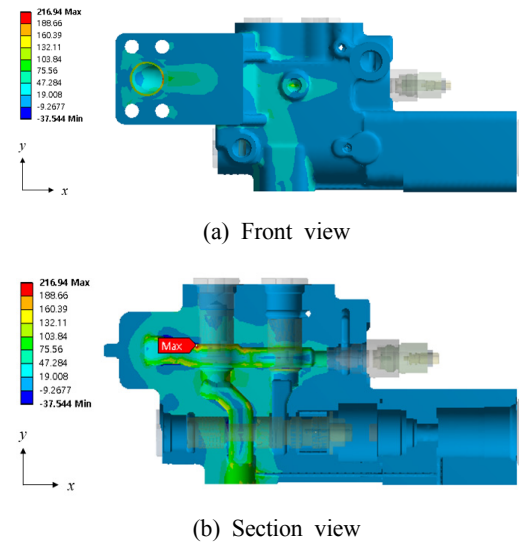 216.94 Max
188.66
160.39
132.11
103.84
75.56
47.284
19.008
-9.2677
-37.544 Min
y
x
(a) Front view
216.94 Max
188.66
160.39
132.11
103.84
75.56
47.284
19.008
-9.2677
-37.544 Min
Max
y
x
(b) Section view